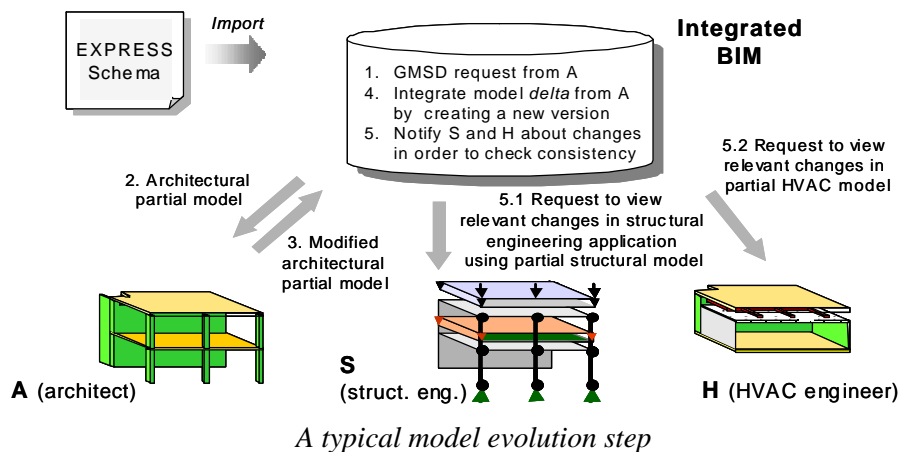 EXPRESS
Schema
Import
Integrated
BIM
1. GMSD request from A
4. Integrate model delta from A
by creating a new version
5. Notify S and H about changes
in order to check consistency
2. Architectural
partial model
3. Modified
architectural
partial model
5.1 Request to view
relevant changes in structural
engineering application
using partial structural model
5.2 Request to view
relevant changes in
partial HVAC model
A (architect)
S
(struct. eng.)
H (HVAC engineer)
A typical model evolution step